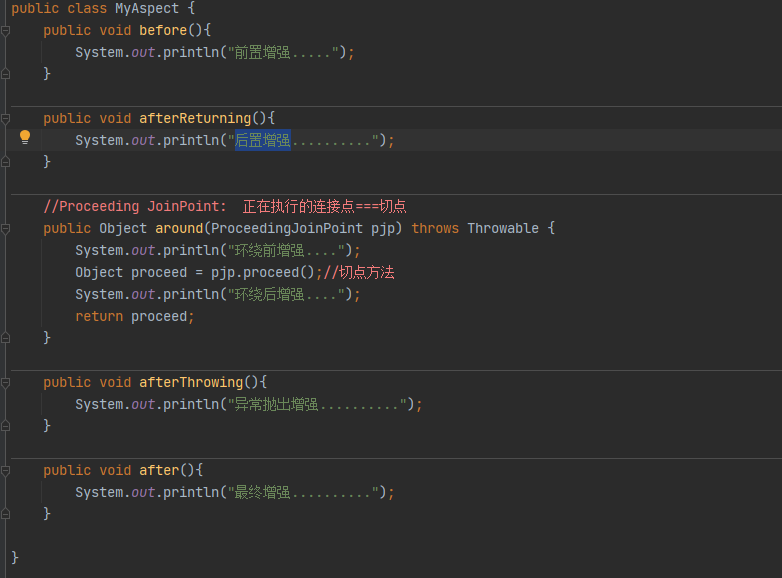 public class MyAspect {
public void before(){
System.out.println("前置增强.....");
}
public void afterReturning(){
System.out.println("后置增强..........");
}
//Proceeding JoinPoint: 正在执行的连接点===切点
public Object around(ProceedingJoinPoint pjp) throws Throwable {
System.out.println("环绕前增强....");
Object proceed = pjp.proceed();//切点方法
System.out.println("环绕后增强....");
return proceed;
}
public void afterThrowing(){
System.out.println("异常抛出增强..........");
}
public void after(){
System.out.println("最终增强..........");
}
}